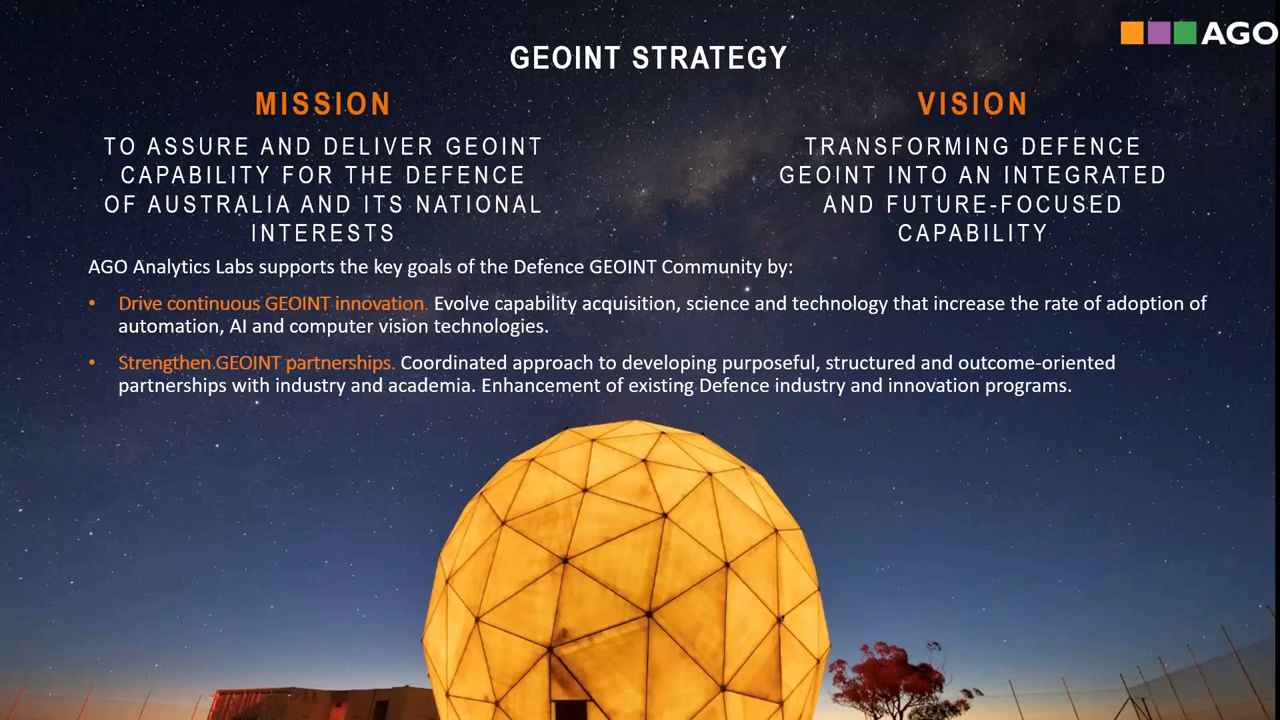 AGO
GEOINT STRATEGY
MISSION
TO ASSURE AND DELIVER GEOINT
CAPABILITY FOR THE DEFENCE
OF AUSTRALIA AND ITS NATIONAL
INTERESTS
VISION
TRANSFORMING DEFENCE
GEOINT INTO AN INTEGRATED
AND FUTURE-FOCUSED
CAPABILITY
AGO Analytics Labs supports the key goals of the Defence GEOINT Community by:
• Drive continuous GEOINT innovation. Evolve capability acquisition, science and technology that increase the rate of adoption of
automation, AI and computer vision technologies.
• Strengthen GEOINT partnerships. Coordinated approach to developing purposeful, structured and outcome-oriented
partnerships with industry and academia. Enhancement of existing Defence industry and innovation programs.